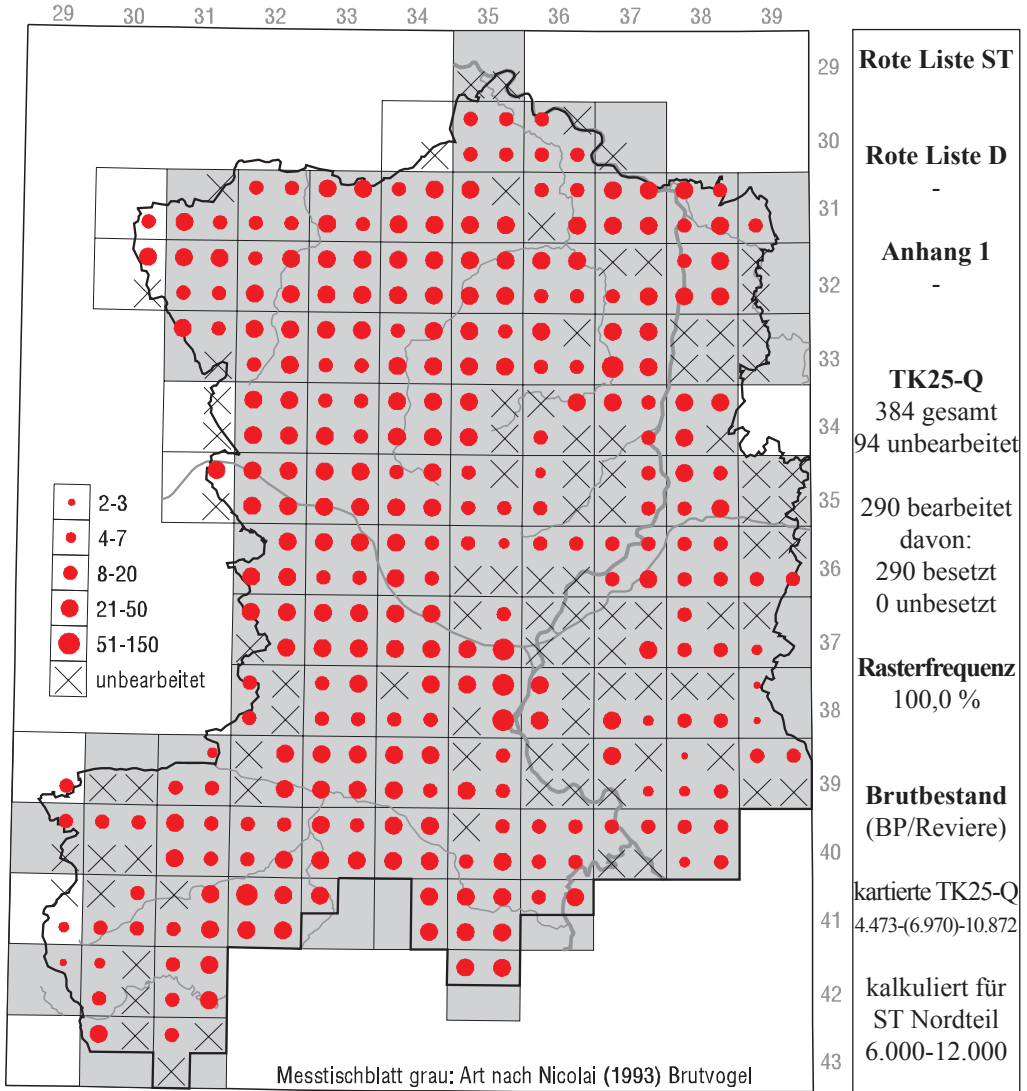 29 30 31 32 33 34 35 36 37 38 39
29
30
31
32
33
34
35
36
37
38
39
40
41
42
43
2-3
4-7
8-20
21-50
51-150
unbearbeitet
Messtischblatt grau: Art nach Nicolai (1993) Brutvogel
Rote Liste ST
Rote Liste D
-
Anhang 1
-
TK25-Q
384 gesamt
94 unbearbeitet
290 bearbeitet
davon:
290 besetzt
0 unbesetzt
Rasterfrequenz
100,0 %
Brutbestand
(BP/Reviere)
kartierte TK25-Q
4.473-(6.970)-10.872
kalkuliert für
ST Nordteil
6.000-12.000